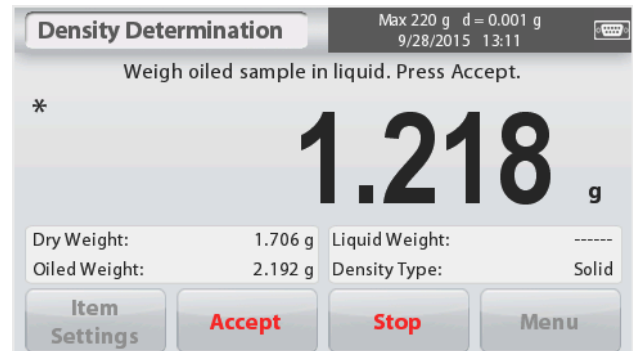 Density Determination
Max 220 g d = 0.001 g
9/28/2015 13:11
Weigh oiled sample in liquid. Press Accept.
*
1.218 g
Dry Weight: 1.706 g Liquid Weight: ------
Oiled Weight: 2.192 g Density Type: Solid
Item Settings
Accept
Stop
Menu